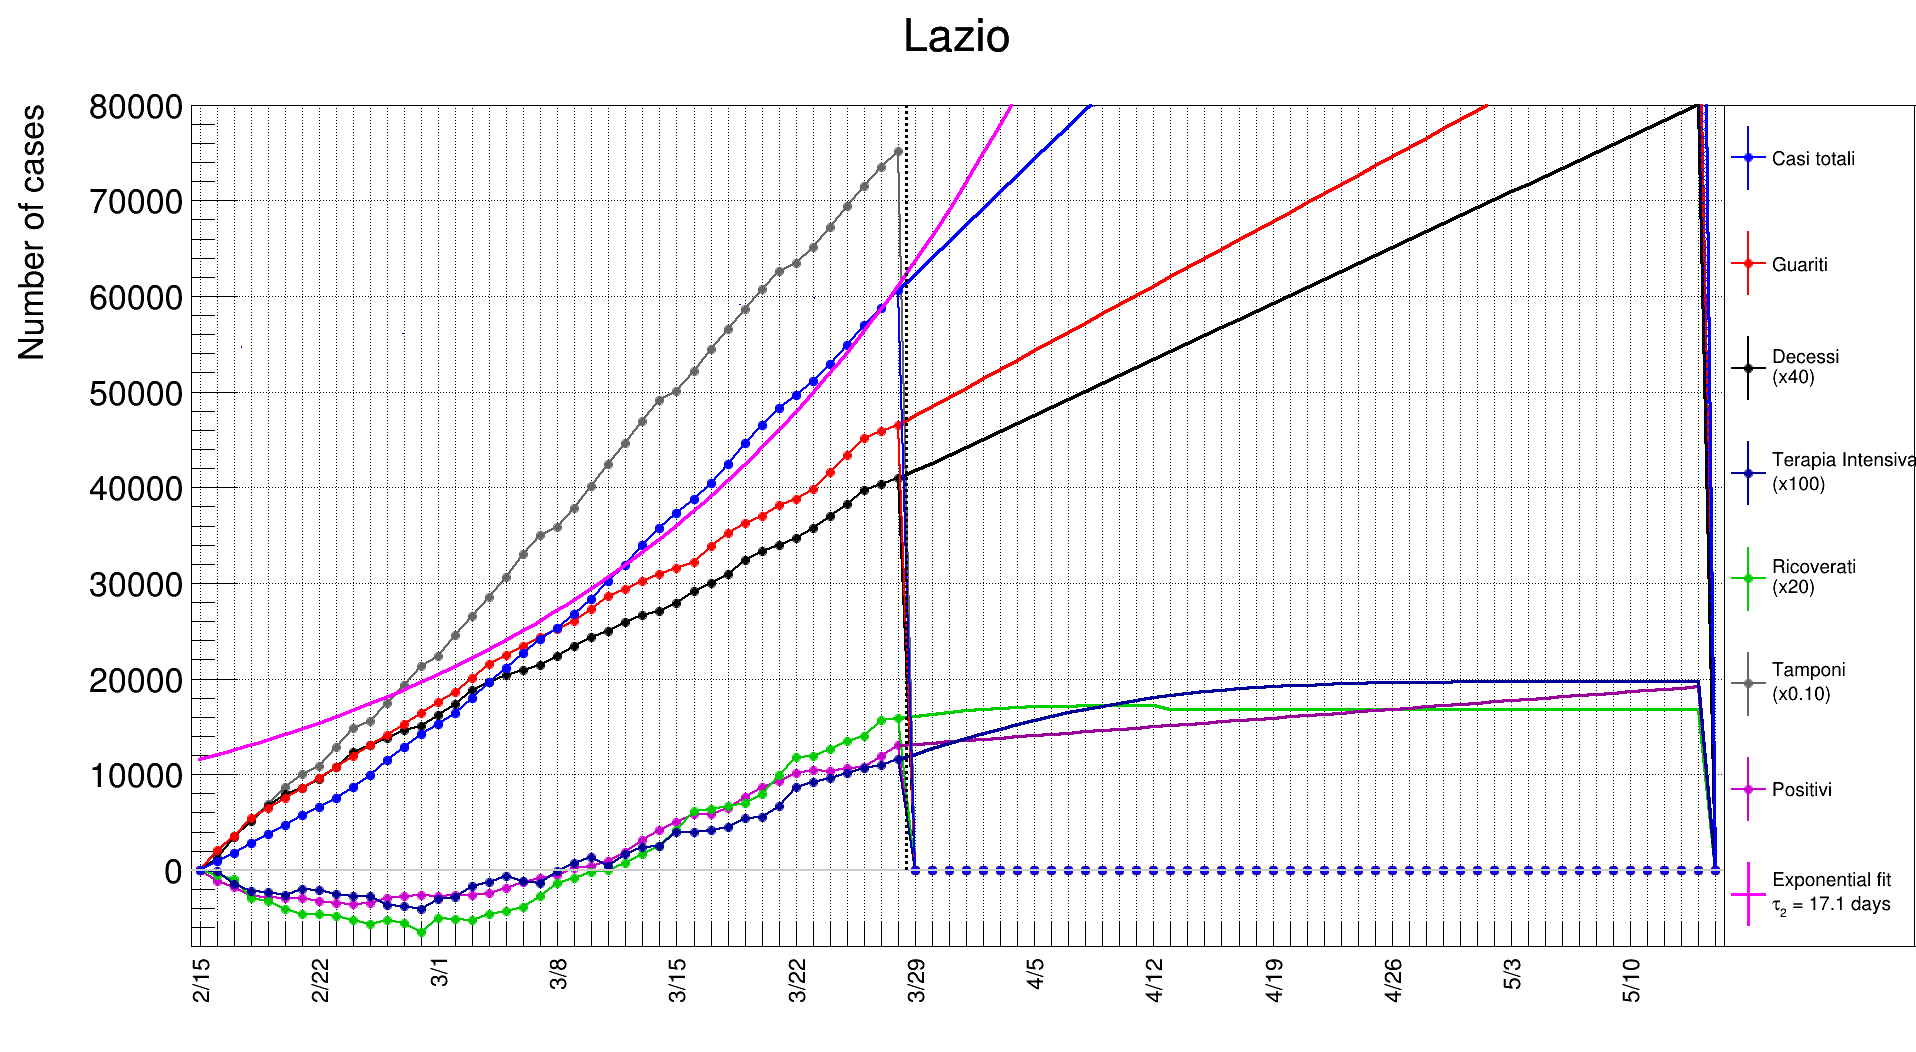 Lazio
Number of cases
80000
70000
60000
50000
40000
30000
20000
10000
0
2/15
2/22
3/1
3/8
3/15
3/22
3/29
4/5
4/12
4/19
4/26
5/3
5/10
Casi totali
Guariti
Decessi
(x40)
Terapia Intensiva
(x100)
Ricoverati
(x20)
Tamponi
(x0.10)
Positivi
Exponential fit
τ2 = 17.1 days